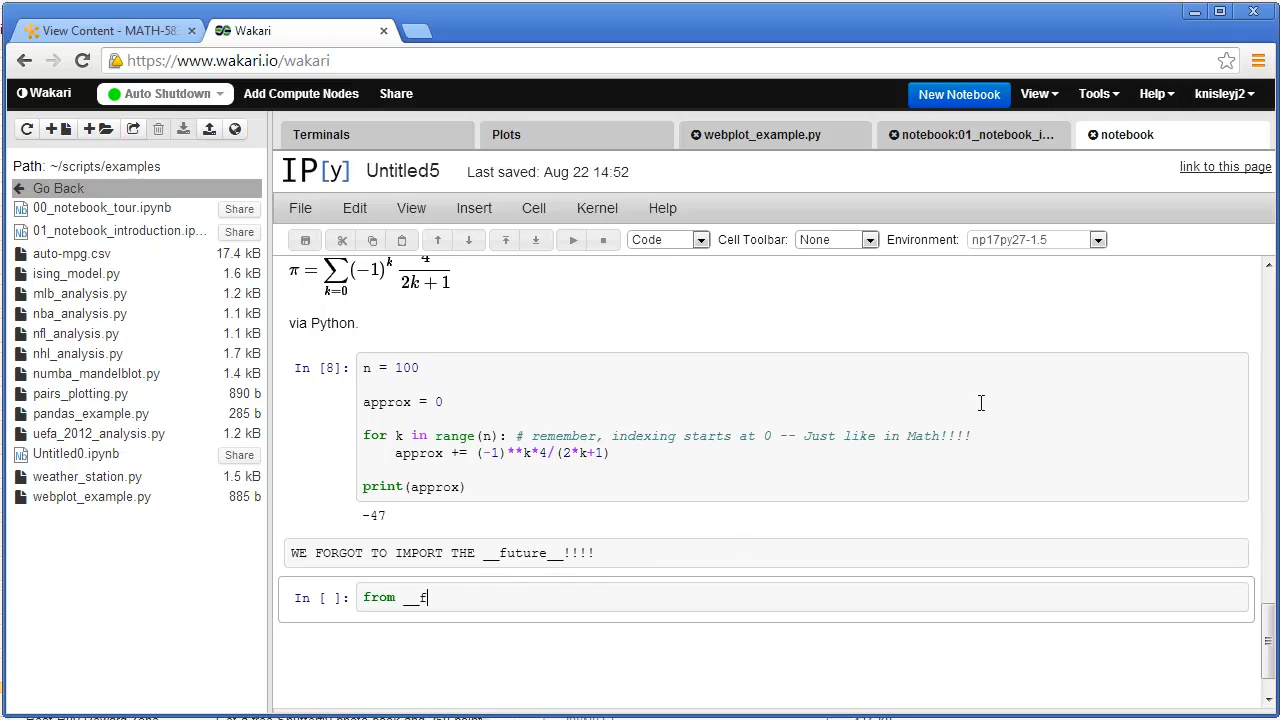 View Content - MATH-58
Wakari
https://www.wakari.io/wakari
Wakari
Auto Shutdown
Add Compute Nodes
Share
New Notebook
View
Tools
Help
knisleyj2
Terminals
Plots
webplot_example.py
notebook:01_notebook_i...
notebook
Path: ~/scripts/examples
Go Back
00_notebook_tour.ipynb Share
01_notebook_introduction.ip... Share
auto-mpg.csv 17.4 kB
ising_model.py 1.6 kB
mlb_analysis.py 1.2 kB
nba_analysis.py 1.1 kB
nfl_analysis.py 1.1 kB
nhl_analysis.py 1.7 kB
numba_mandelblot.py 1.4 kB
pairs_plotting.py 890 b
pandas_example.py 285 b
uefa_2012_analysis.py 1.2 kB
Untitled0.ipynb Share
weather_station.py 1.5 kB
webplot_example.py 885 b
IP[y] Untitled5 Last saved: Aug 22 14:52
link to this page
File Edit View Insert Cell Kernel Help
Code Cell Toolbar: None Environment: np17py27-1.5
π = ∑ k=0 (−1)^k 4/(2k + 1)
via Python.
In [8]: n = 100
approx = 0
for k in range(n): # remember, indexing starts at 0 -- Just like in Math!!!!
approx += (-1)**k*4/(2*k+1)
print(approx)
-47
WE FORGOT TO IMPORT THE __future__!!!!
In [ ]: from __f